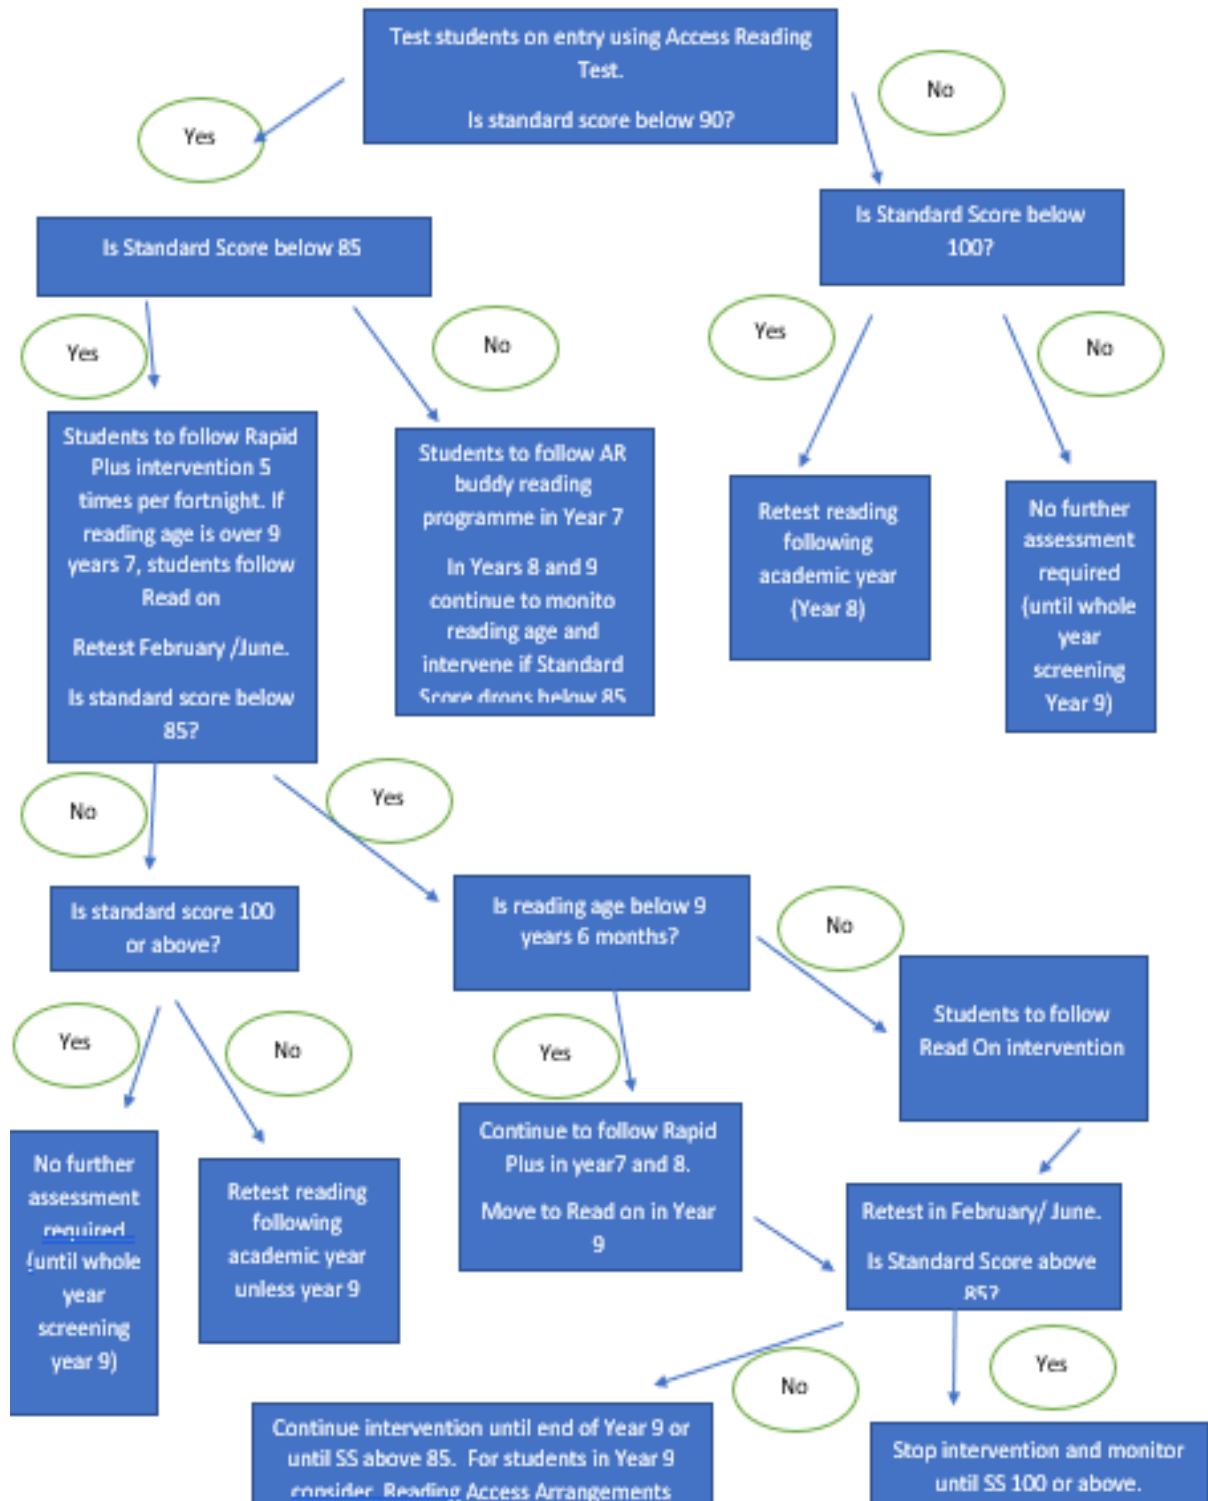 Test students on entry using Access Reading
Test.
Is standard score below 90?
No
Yes
Is Standard Score below
100?
Is Standard Score below 85
Yes
No
Yes
No
Students to follow Rapid
Plus intervention 5
times per fortnight. If
reading age is over 9
years 7, students follow
Read on
Retest February /June.
Is standard score below
85?
Students to follow AR
buddy reading
programme in Year 7
In Years 8 and 9
continue to monito
reading age and
intervene if Standard
Score drops below 85
Retest reading
following
academic year
(Year 8)
No further
assessment
required
(until whole
year
screening
Year 9)
No
Yes
Is standard score 100
or above?
Is reading age below 9
years 6 months?
No
Students to follow
Read On intervention
Yes
No
Yes
No further
assessment
required
(until whole
year
screening
year 9)
Retest reading
following
academic year
unless year 9
Continue to follow Rapid
Plus in year7 and 8.
Move to Read on in Year
9
Retest in February/ June.
Is Standard Score above
85?
No
Yes
Continue intervention until end of Year 9 or
until SS above 85. For students in Year 9
consider Reading Access Arrangements
Stop intervention and monitor
until SS 100 or above.